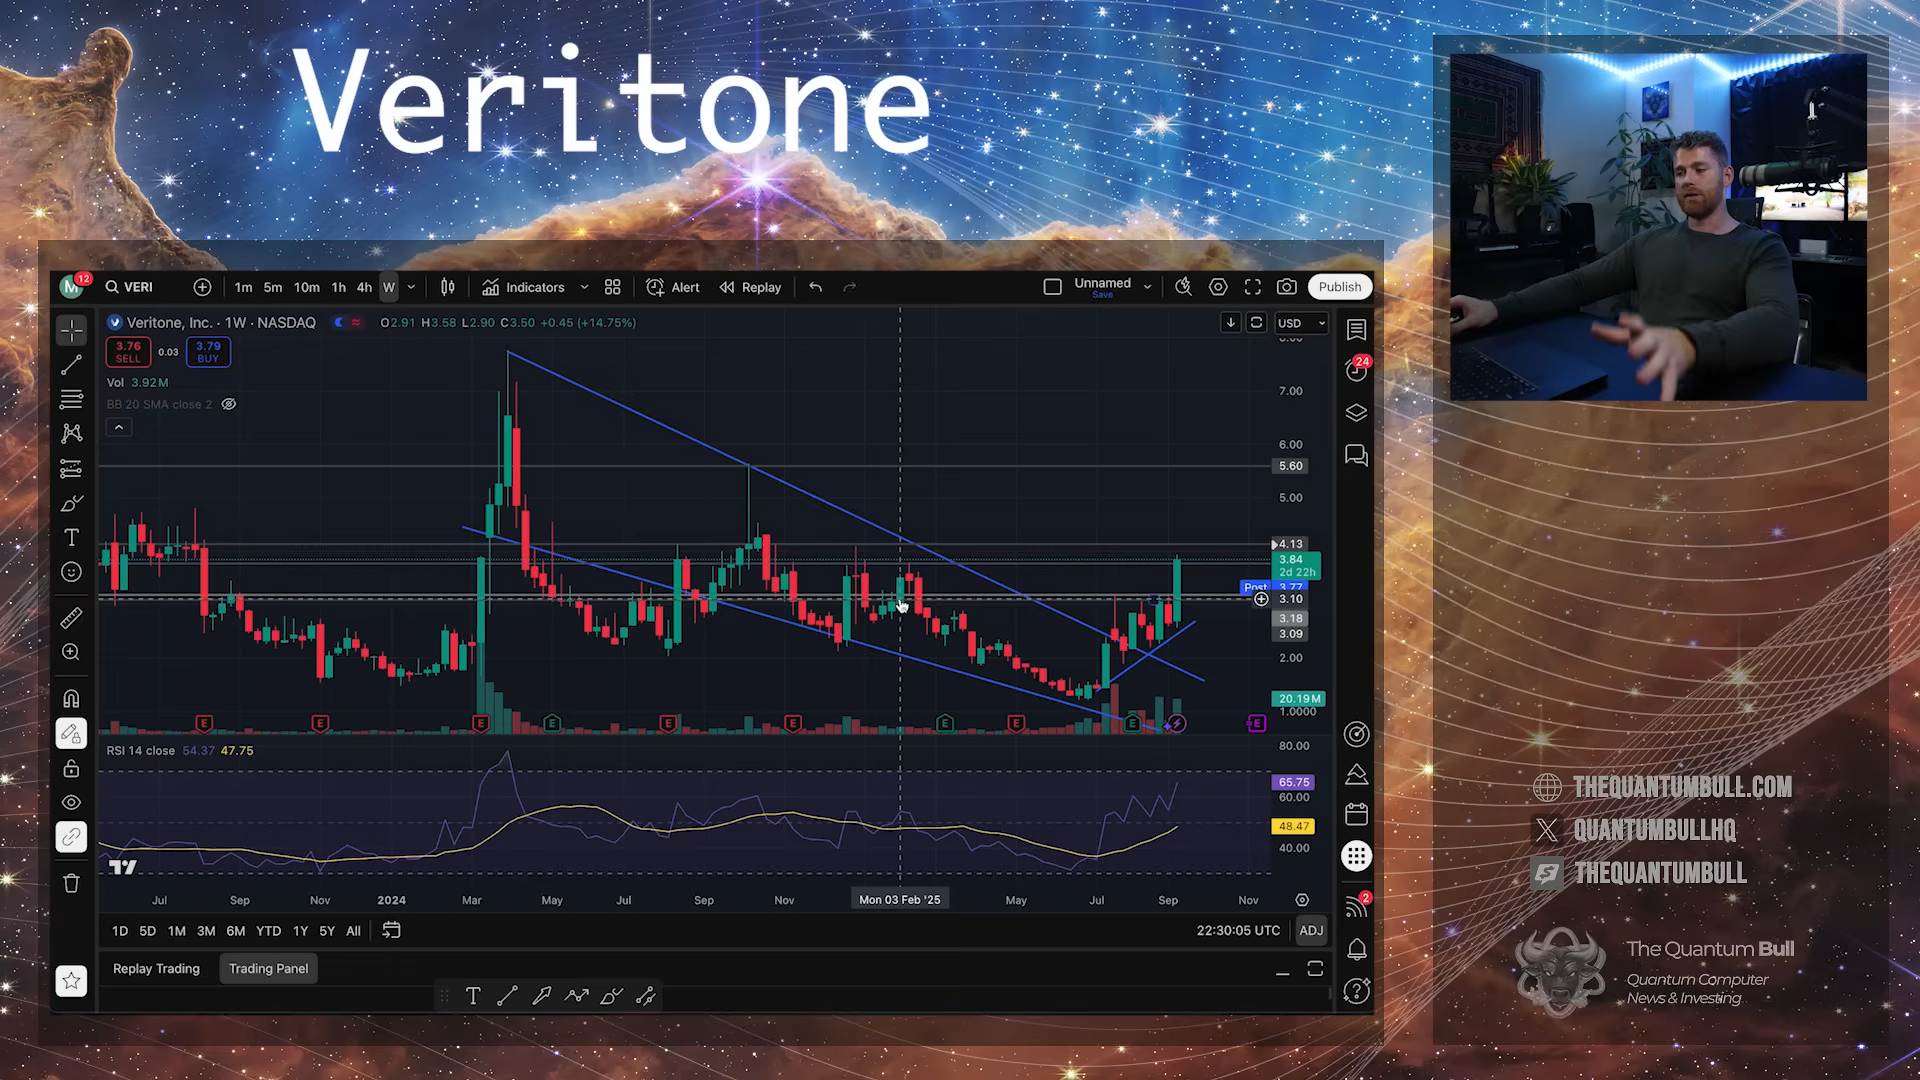 Veritone
M 12
VERI
1m 5m 10m 1h 4h W
Indicators
Alert
Replay
Unnamed
Save
Publish
Veritone, Inc. · 1W · NASDAQ
O2.91 H3.58 L2.90 C3.50 +0.45 (+14.75%)
USD
3.76
SELL
0.03
3.79
BUY
Vol 3.92M
BB 20 SMA close 2
24
7.00
6.00
5.60
5.00
4.13
3.84
2d 22h
Post 3.77
3.10
3.18
3.09
2.00
20.19M
1.0000
E E E E E E E E E E
RSI 14 close 54.37 47.75
80.00
65.75
60.00
48.47
40.00
Jul Sep Nov 2024 Mar May Jul Sep Nov Mon 03 Feb '25 May Jul Sep Nov
2
1D 5D 1M 3M 6M YTD 1Y 5Y All
22:30:05 UTC
ADJ
Replay Trading
Trading Panel
T
THEQUANTUMBULL.COM
QUANTUMBULLHQ
THEQUANTUMBULL
The Quantum Bull
Quantum Computer
News & Investing